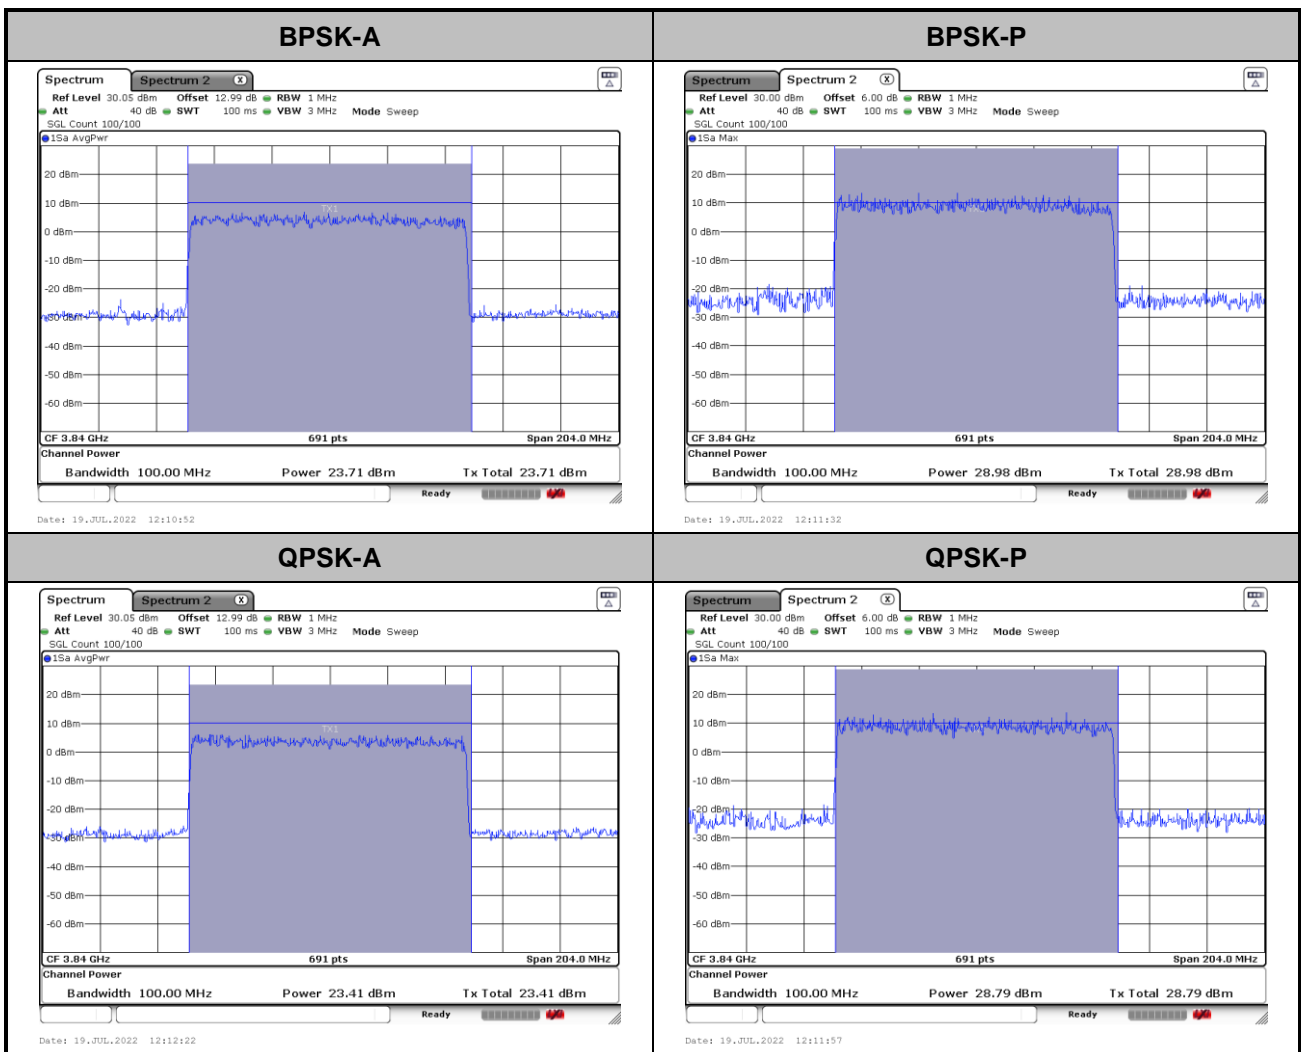 BPSK-A
BPSK-P
Spectrum Spectrum 2 X
Ref Level 30.05 dBm Offset 12.99 dB RBW 1 MHz
Att 40 dB SWT 100 ms VBW 3 MHz Mode Sweep
SGL Count 100/100
1Sa AvgPwr
TX1
20 dBm
10 dBm
0 dBm
-10 dBm
-20 dBm
-30 dBm
-40 dBm
-50 dBm
-60 dBm
CF 3.84 GHz 691 pts Span 204.0 MHz
Channel Power
Bandwidth 100.00 MHz Power 23.71 dBm Tx Total 23.71 dBm
Ready
Date: 19.JUL.2022 12:10:52
Spectrum Spectrum 2 X
Ref Level 30.00 dBm Offset 6.00 dB RBW 1 MHz
Att 40 dB SWT 100 ms VBW 3 MHz Mode Sweep
SGL Count 100/100
1Sa Max
20 dBm
10 dBm
0 dBm
-10 dBm
-20 dBm
-30 dBm
-40 dBm
-50 dBm
-60 dBm
CF 3.84 GHz 691 pts Span 204.0 MHz
Channel Power
Bandwidth 100.00 MHz Power 28.98 dBm Tx Total 28.98 dBm
Ready
Date: 19.JUL.2022 12:11:32
QPSK-A
QPSK-P
Spectrum Spectrum 2 X
Ref Level 30.05 dBm Offset 12.99 dB RBW 1 MHz
Att 40 dB SWT 100 ms VBW 3 MHz Mode Sweep
SGL Count 100/100
1Sa AvgPwr
TX1
20 dBm
10 dBm
0 dBm
-10 dBm
-20 dBm
-30 dBm
-40 dBm
-50 dBm
-60 dBm
CF 3.84 GHz 691 pts Span 204.0 MHz
Channel Power
Bandwidth 100.00 MHz Power 23.41 dBm Tx Total 23.41 dBm
Ready
Date: 19.JUL.2022 12:12:22
Spectrum Spectrum 2 X
Ref Level 30.00 dBm Offset 6.00 dB RBW 1 MHz
Att 40 dB SWT 100 ms VBW 3 MHz Mode Sweep
SGL Count 100/100
1Sa Max
20 dBm
10 dBm
0 dBm
-10 dBm
-20 dBm
-30 dBm
-40 dBm
-50 dBm
-60 dBm
CF 3.84 GHz 691 pts Span 204.0 MHz
Channel Power
Bandwidth 100.00 MHz Power 28.79 dBm Tx Total 28.79 dBm
Ready
Date: 19.JUL.2022 12:11:57